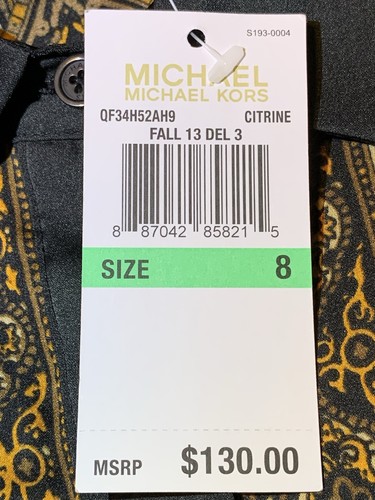 S193-0004
MICHAEL
MICHAEL KORS
QF34H52AH9 CITRINE
FALL 13 DEL 3
8 87042 85821 5
SIZE 8
MSRP $130.00